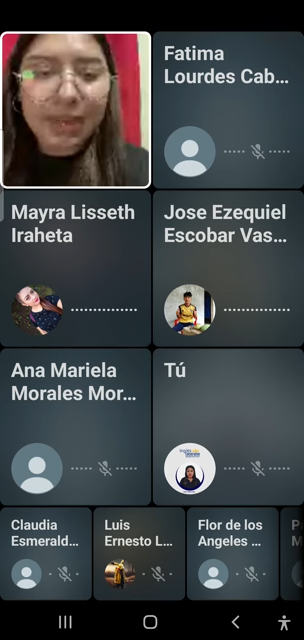 Fatima
Lourdes Cab...
Mayra Lisseth
Iraheta
Jose Ezequiel
Escobar Vas...
Ana Mariela
Morales Mor...
Tú
Claudia
Esmerald...
Luis
Ernesto L...
Flor de los
Angeles ...